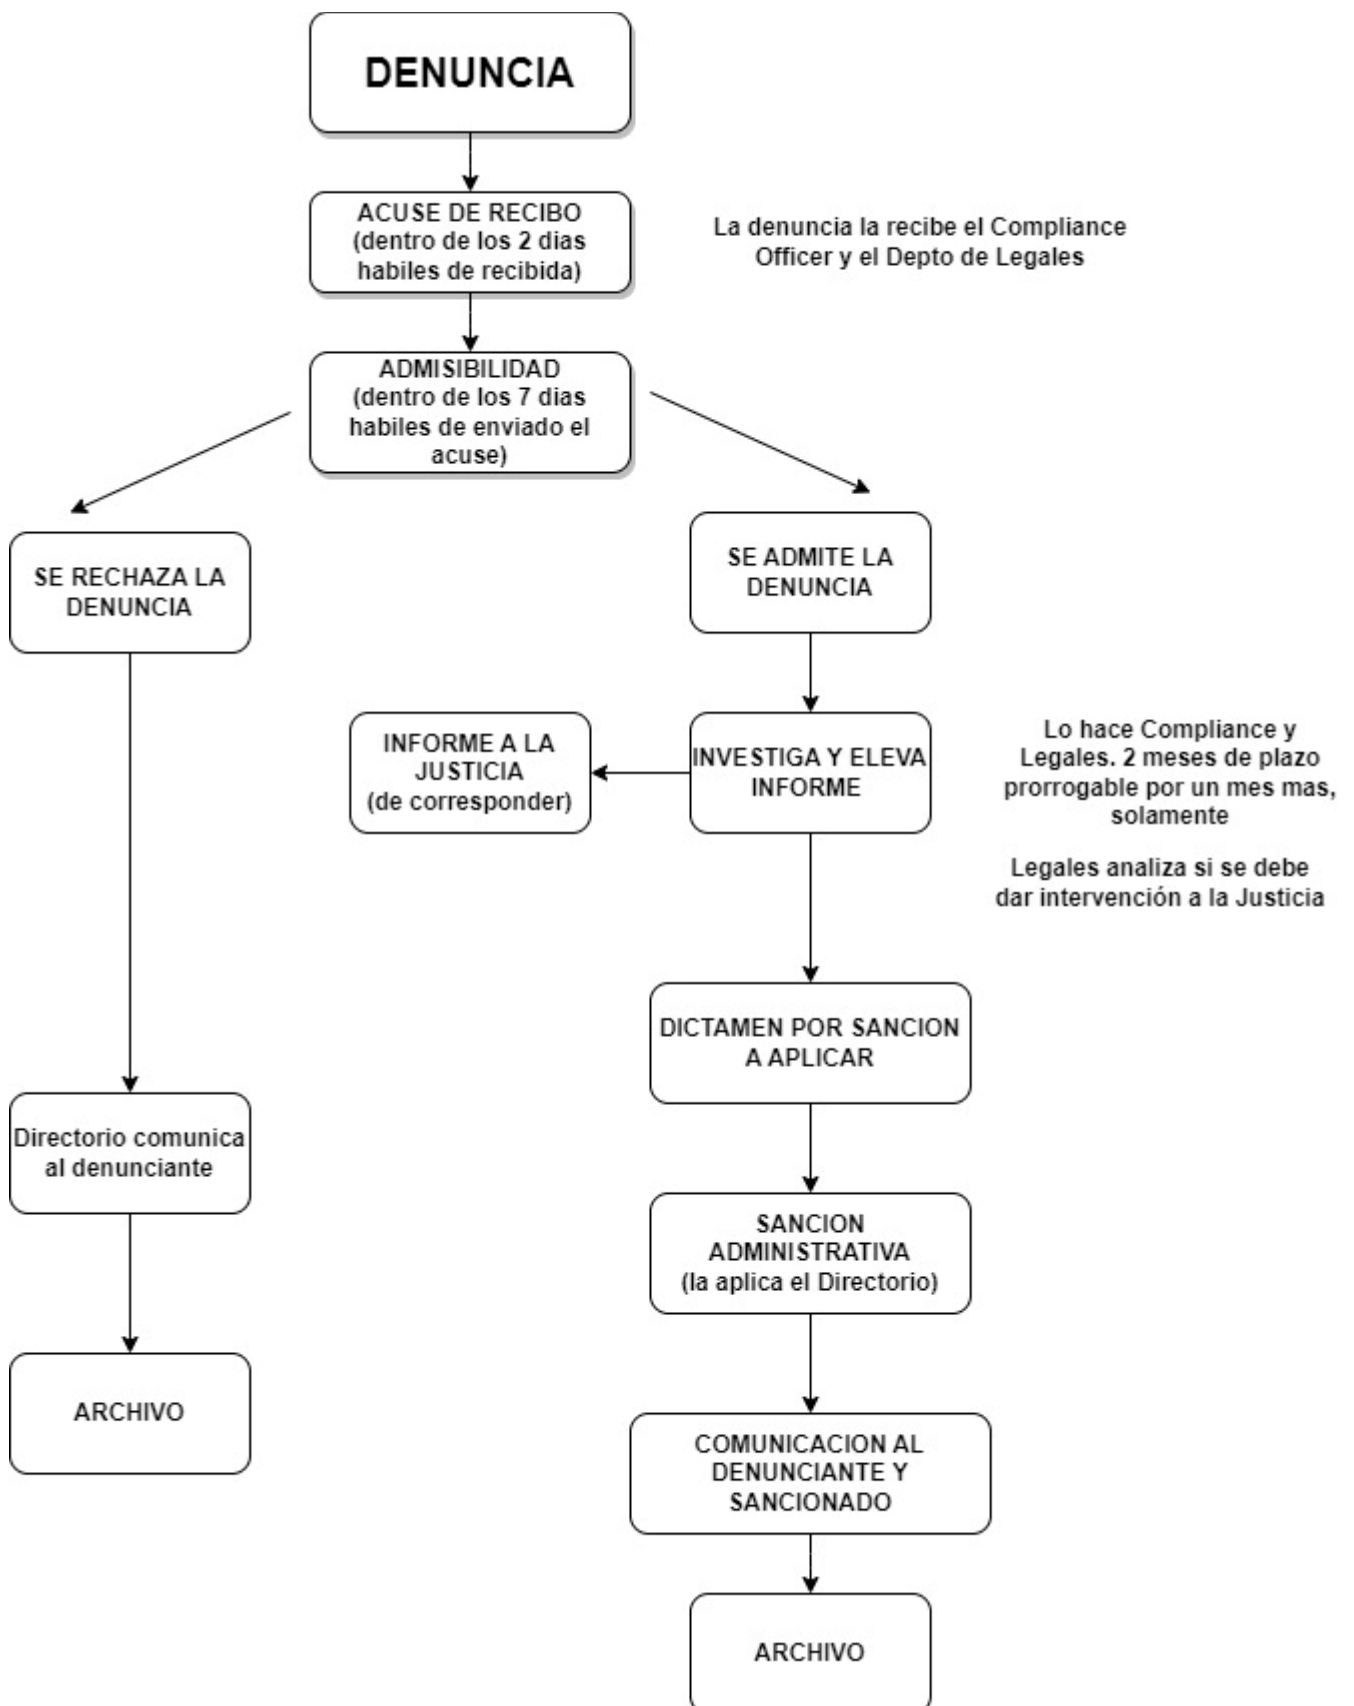 DENUNCIA
ACUSE DE RECIBO
(dentro de los 2 dias
habiles de recibida)
La denuncia la recibe el Compliance
Officer y el Depto de Legales
ADMISIBILIDAD
(dentro de los 7 dias
habiles de enviado el
acuse)
SE RECHAZA LA
DENUNCIA
SE ADMITE LA
DENUNCIA
INFORME A LA
JUSTICIA
(de corresponder)
INVESTIGA Y ELEVA
INFORME
Lo hace Compliance y
Legales. 2 meses de plazo
prorrogable por un mes mas,
solamente
Legales analiza si se debe
dar intervención a la Justicia
DICTAMEN POR SANCION
A APLICAR
Directorio comunica
al denunciante
SANCION
ADMINISTRATIVA
(la aplica el Directorio)
ARCHIVO
COMUNICACION AL
DENUNCIANTE Y
SANCIONADO
ARCHIVO